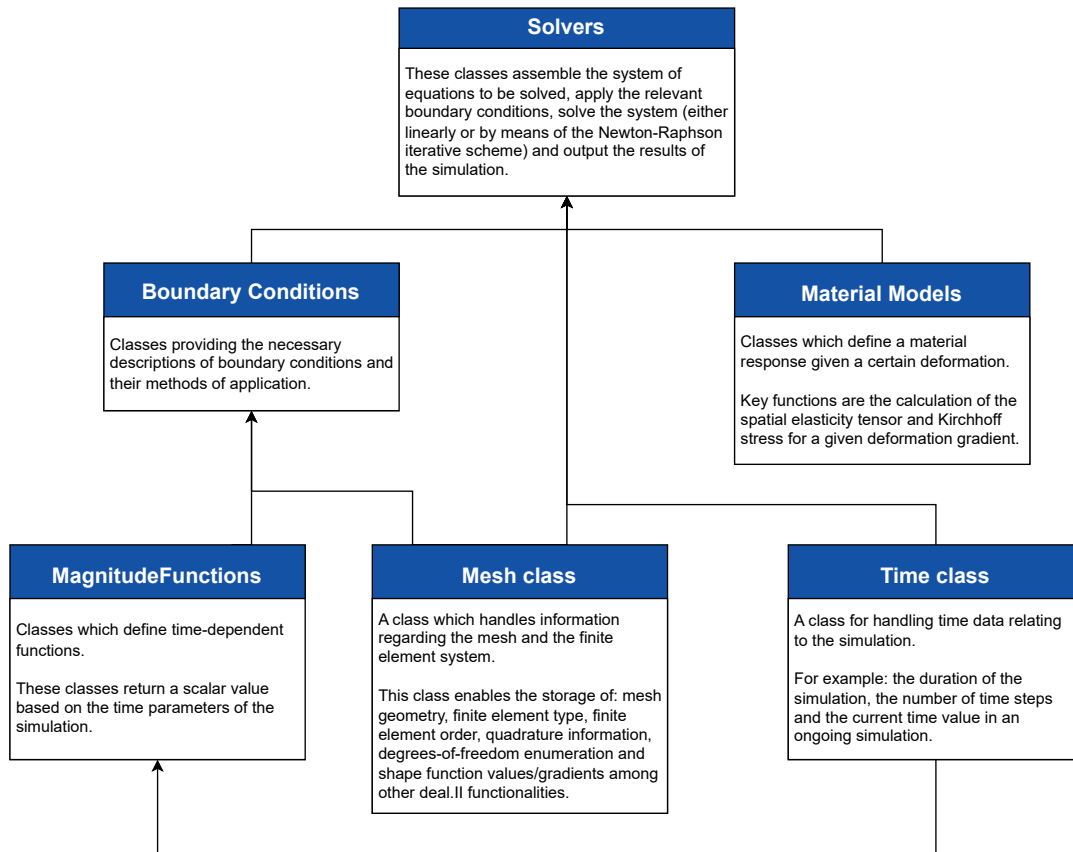 Solvers
These classes assemble the system of
equations to be solved, apply the relevant
boundary conditions, solve the system (either
linearly or by means of the Newton-Raphson
iterative scheme) and output the results of
the simulation.
Boundary Conditions
Classes providing the necessary
descriptions of boundary conditions and
their methods of application.
Material Models
Classes which define a material
response given a certain deformation.
Key functions are the calculation of the
spatial elasticity tensor and Kirchhoff
stress for a given deformation gradient.
MagnitudeFunctions
Classes which define time-dependent
functions.
These classes return a scalar value
based on the time parameters of the
simulation.
Mesh class
A class which handles information
regarding the mesh and the finite
element system.
This class enables the storage of: mesh
geometry, finite element type, finite
element order, quadrature information,
degrees-of-freedom enumeration and
shape function values/gradients among
other deal.II functionalities.
Time class
A class for handling time data relating
to the simulation.
For example: the duration of the
simulation, the number of time steps
and the current time value in an
ongoing simulation.